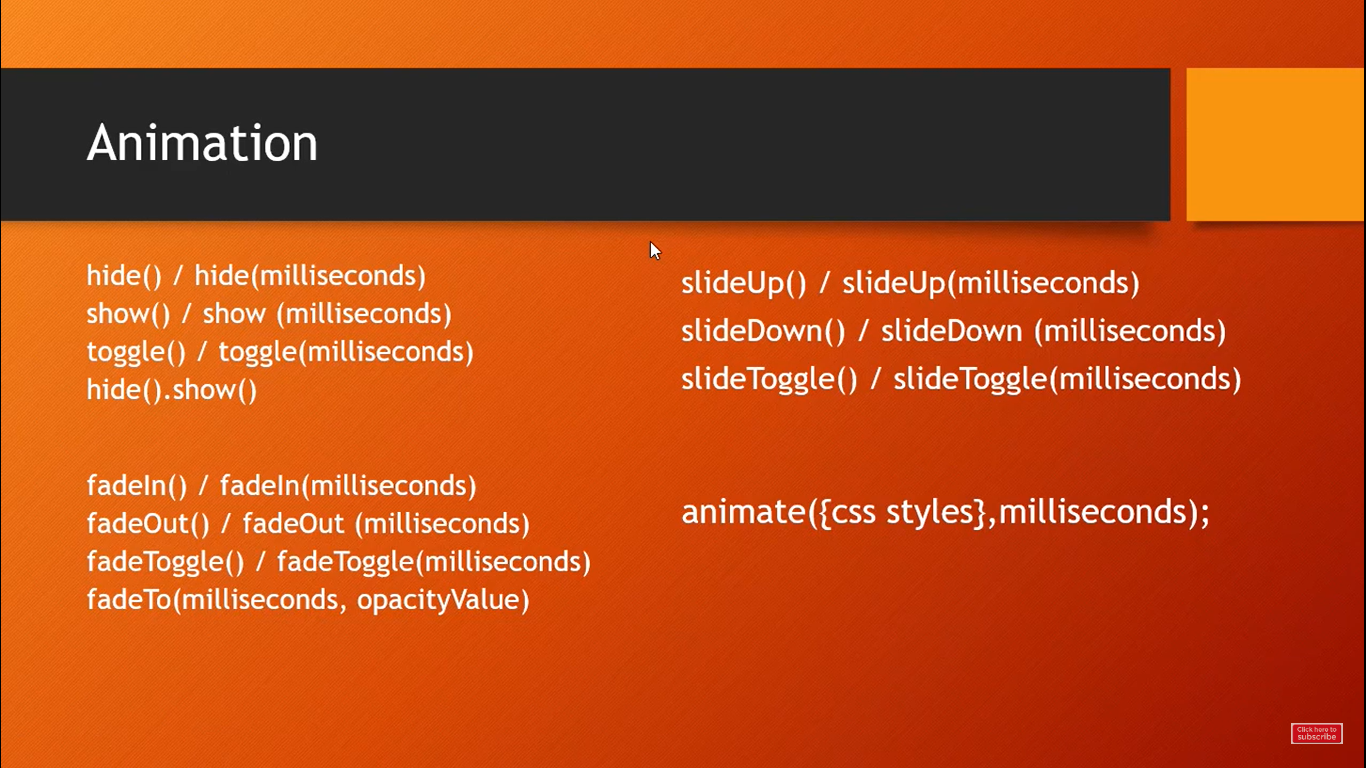 Animation
hide() / hide(milliseconds)
show() / show (milliseconds)
toggle() / toggle(milliseconds)
hide().show()
fadeIn() / fadeIn(milliseconds)
fadeOut() / fadeOut (milliseconds)
fadeToggle() / fadeToggle(milliseconds)
fadeTo(milliseconds, opacityValue)
slideUp() / slideUp(milliseconds)
slideDown() / slideDown (milliseconds)
slideToggle() / slideToggle(milliseconds)
animate({css styles},milliseconds);
Click here to
subscribe